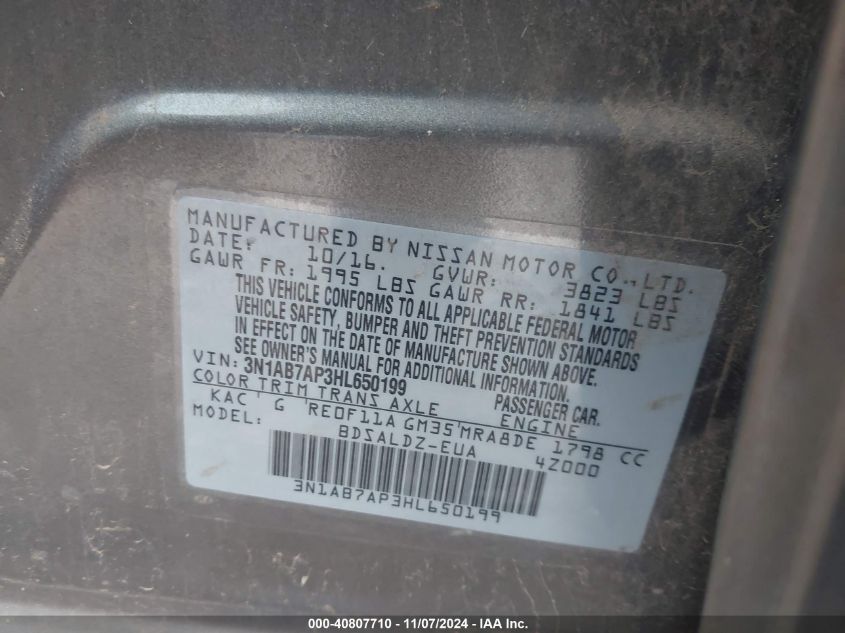 MANUFACTURED BY NISSAN MOTOR CO., LTD.
DATE: 10/16. GVWR: 3823 LBS
GAWR FR: 1995 LBS GAWR RR: 1841 LBS
THIS VEHICLE CONFORMS TO ALL APPLICABLE FEDERAL MOTOR
VEHICLE SAFETY, BUMPER AND THEFT PREVENTION STANDARDS
IN EFFECT ON THE DATE OF MANUFACTURE SHOWN ABOVE.
SEE OWNER'S MANUAL FOR ADDITIONAL INFORMATION.
VIN: 3N1AB7AP3HL650199 PASSENGER CAR.
COLOR TRIM TRANS AXLE ENGINE
KAC' G 'RE0F11A GM35'MRA8DE 1798 CC
MODEL: BDSALDZ-EUA 4Z000
3N1AB7AP3HL650199
000-40807710 - 11/07/2024 - IAA Inc.